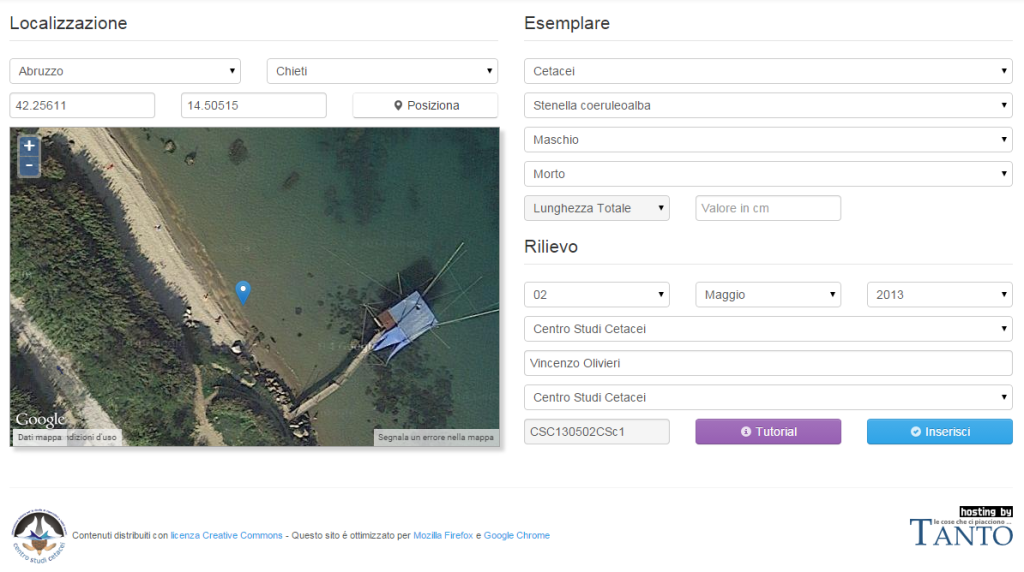 Localizzazione
Abruzzo
Chieti
42.25611
14.50515
Posiziona
+
-
Google
Dati mappa
ndizioni d'uso
Segnala un errore nella mappa
Esemplare
Cetacei
Stenella coeruleoalba
Maschio
Morto
Lunghezza Totale
Valore in cm
Rilievo
02
Maggio
2013
Centro Studi Cetacei
Vincenzo Olivieri
Centro Studi Cetacei
CSC130502CSc1
Tutorial
Inserisci
centro studi cetacei
Contenuti distribuiti con licenza Creative Commons - Questo sito é ottimizzato per Mozilla Firefox e Google Chrome
hosting by
le cose che ci piacciono ...
TANTO